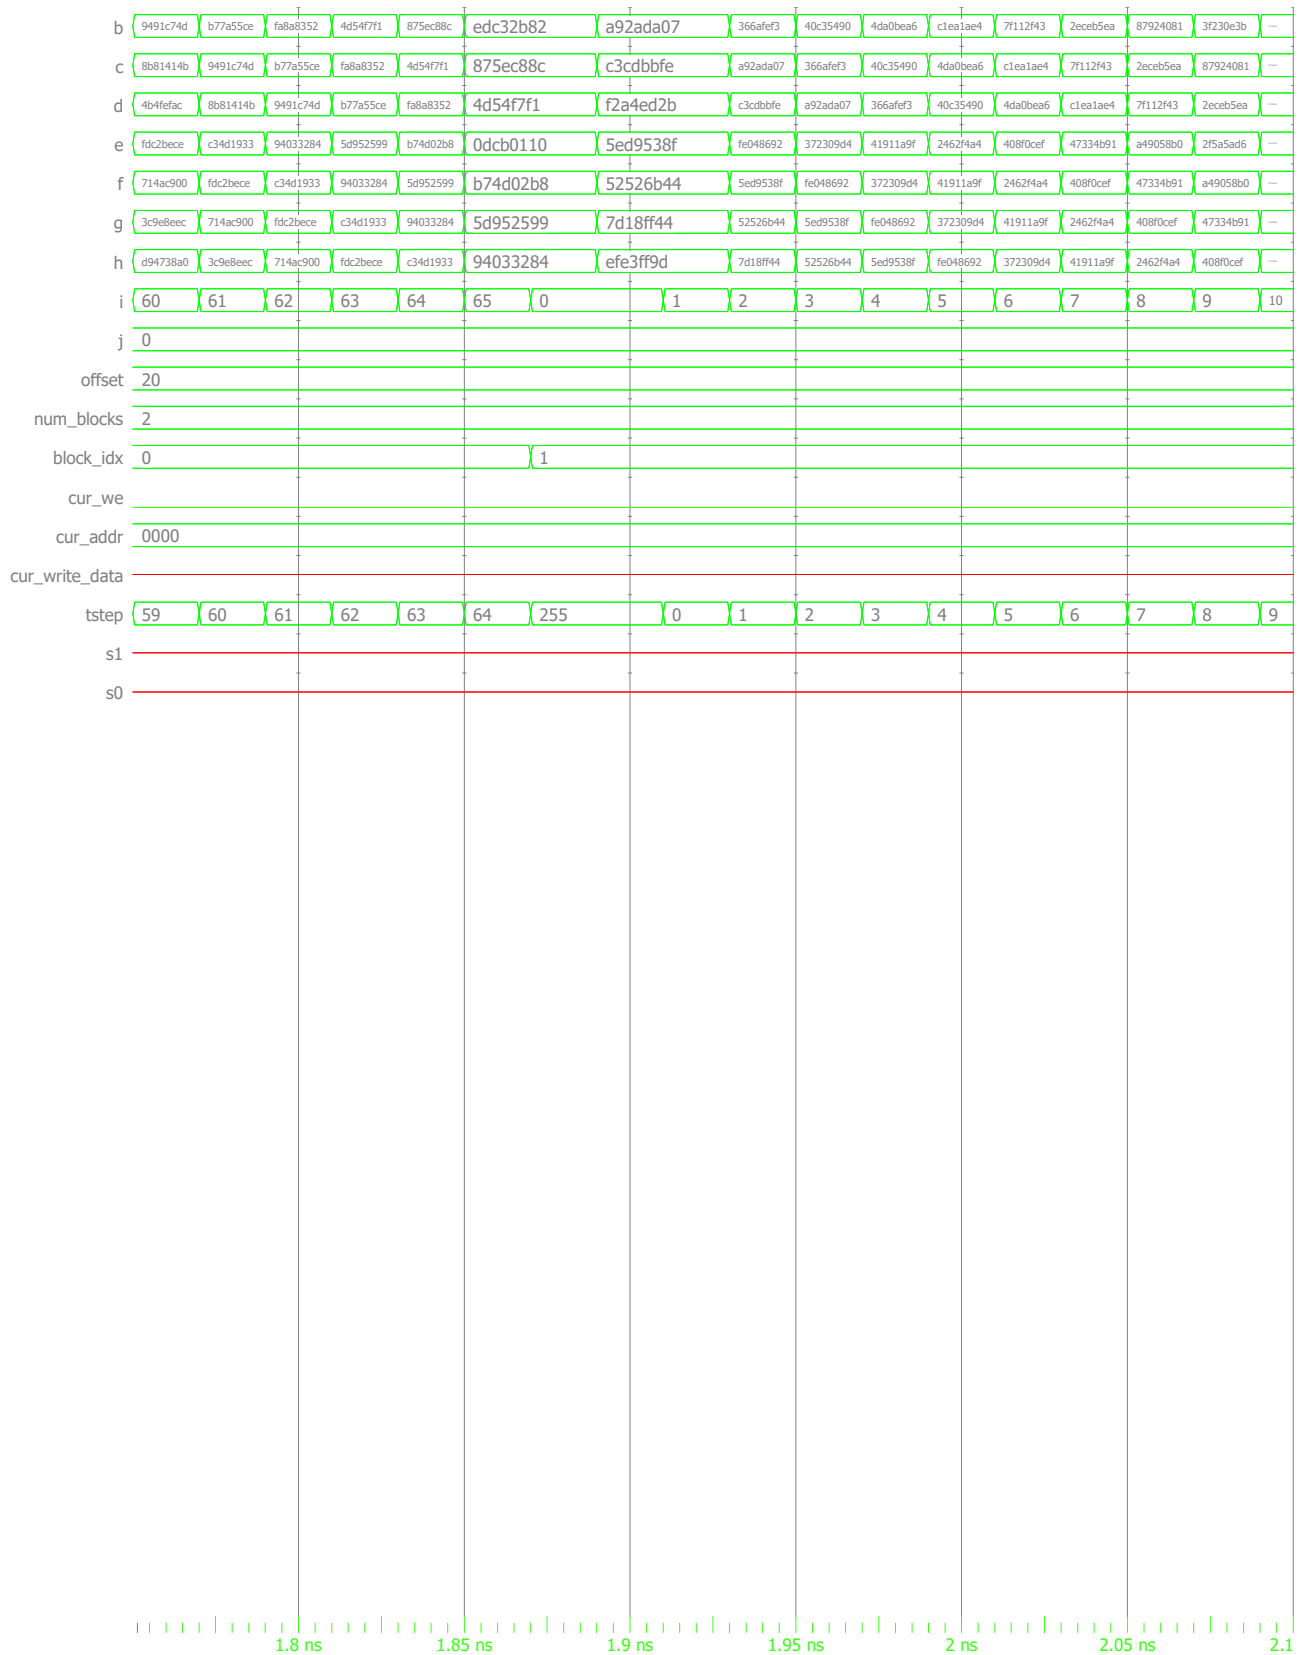 b 9491c74d b77a55ce fa8a8352 4d54f7f1 875ec88c edc32b82 a92ada07 366afef3 40c35490 4da0bea6 c1ea1ae4 7f112f43 2eceb5ea 87924081 3f230e3b ...
c 8b81414b 9491c74d b77a55ce fa8a8352 4d54f7f1 875ec88c c3cdbbfe a92ada07 366afef3 40c35490 4da0bea6 c1ea1ae4 7f112f43 2eceb5ea 87924081 ...
d 4b4fefac 8b81414b 9491c74d b77a55ce fa8a8352 4d54f7f1 f2a4ed2b c3cdbbfe a92ada07 366afef3 40c35490 4da0bea6 c1ea1ae4 7f112f43 2eceb5ea ...
e fdc2bece c34d1933 94033284 5d952599 b74d02b8 0dcb0110 5ed9538f fe048692 372309d4 41911a9f 2462f4a4 408f0cef 47334b91 a49058b0 2f5a5ad6 ...
f 714ac900 fdc2bece c34d1933 94033284 5d952599 b74d02b8 52526b44 5ed9538f fe048692 372309d4 41911a9f 2462f4a4 408f0cef 47334b91 a49058b0 ...
g 3c9e8eec 714ac900 fdc2bece c34d1933 94033284 5d952599 7d18ff44 52526b44 5ed9538f fe048692 372309d4 41911a9f 2462f4a4 408f0cef 47334b91 ...
h d94738a0 3c9e8eec 714ac900 fdc2bece c34d1933 94033284 efe3ff9d 7d18ff44 52526b44 5ed9538f fe048692 372309d4 41911a9f 2462f4a4 408f0cef ...
i 60 61 62 63 64 65 0 1 2 3 4 5 6 7 8 9 10
j 0
offset 20
num_blocks 2
block_idx 0 1
cur_we
cur_addr 0000
cur_write_data
tstep 59 60 61 62 63 64 255 0 1 2 3 4 5 6 7 8 9
s1
s0
1.8 ns 1.85 ns 1.9 ns 1.95 ns 2 ns 2.05 ns 2.1